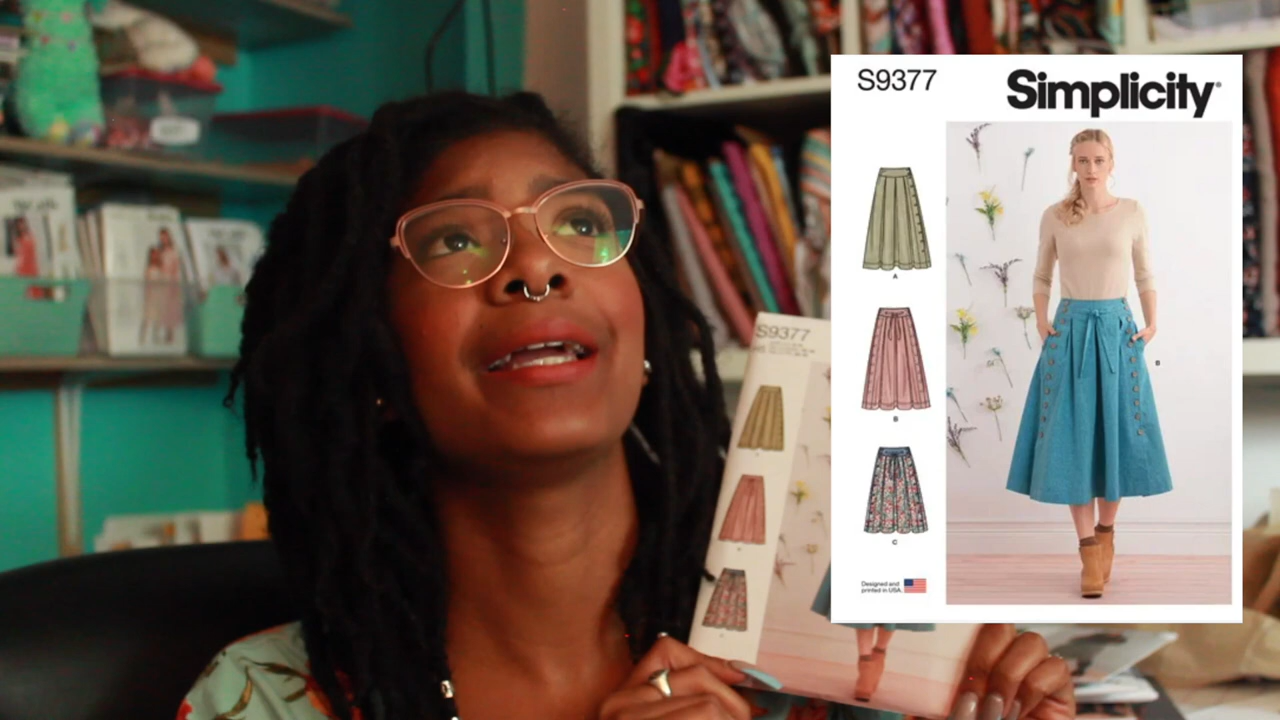 S9377
Simplicity
A
B
C
B
Designed and
printed in USA.
S9377